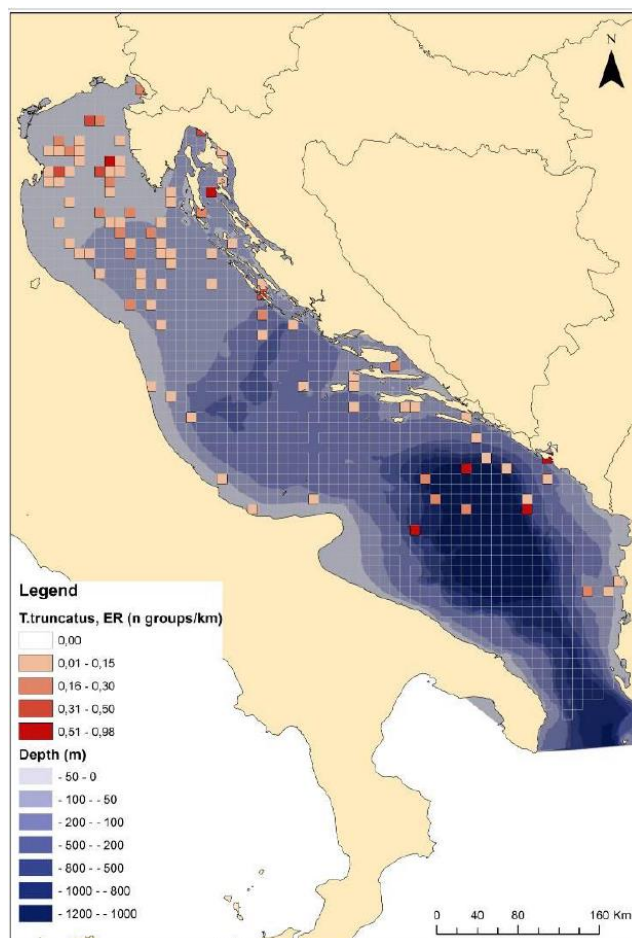 N
Legend
T.truncatus, ER (n groups/km)
0,00
0,01 - 0,15
0,16 - 0,30
0,31 - 0,50
0,51 - 0,98
Depth (m)
- 50 - 0
- 100 - - 50
- 200 - - 100
- 500 - - 200
- 800 - - 500
- 1000 - - 800
- 1200 - - 1000
0 40 80 160 Km